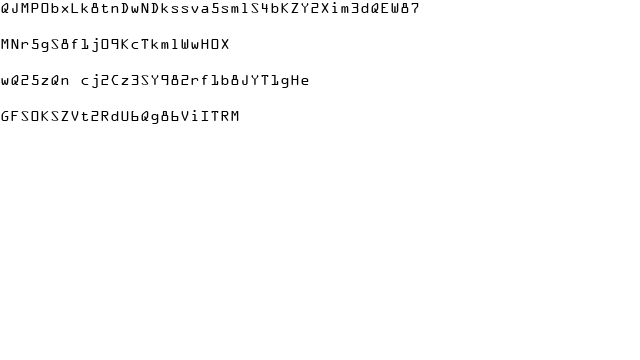 QJMPObxLk8tnDwNDkssva5smlS4bKZY2Xim3dQEW87
MNr5gS8f1jO9KcTkmlWwHOX
wQ25zQn cj2Cz3SY982rf1b8JYT1gHe
GFSOKSZVt2RdU6Qg86ViITRM